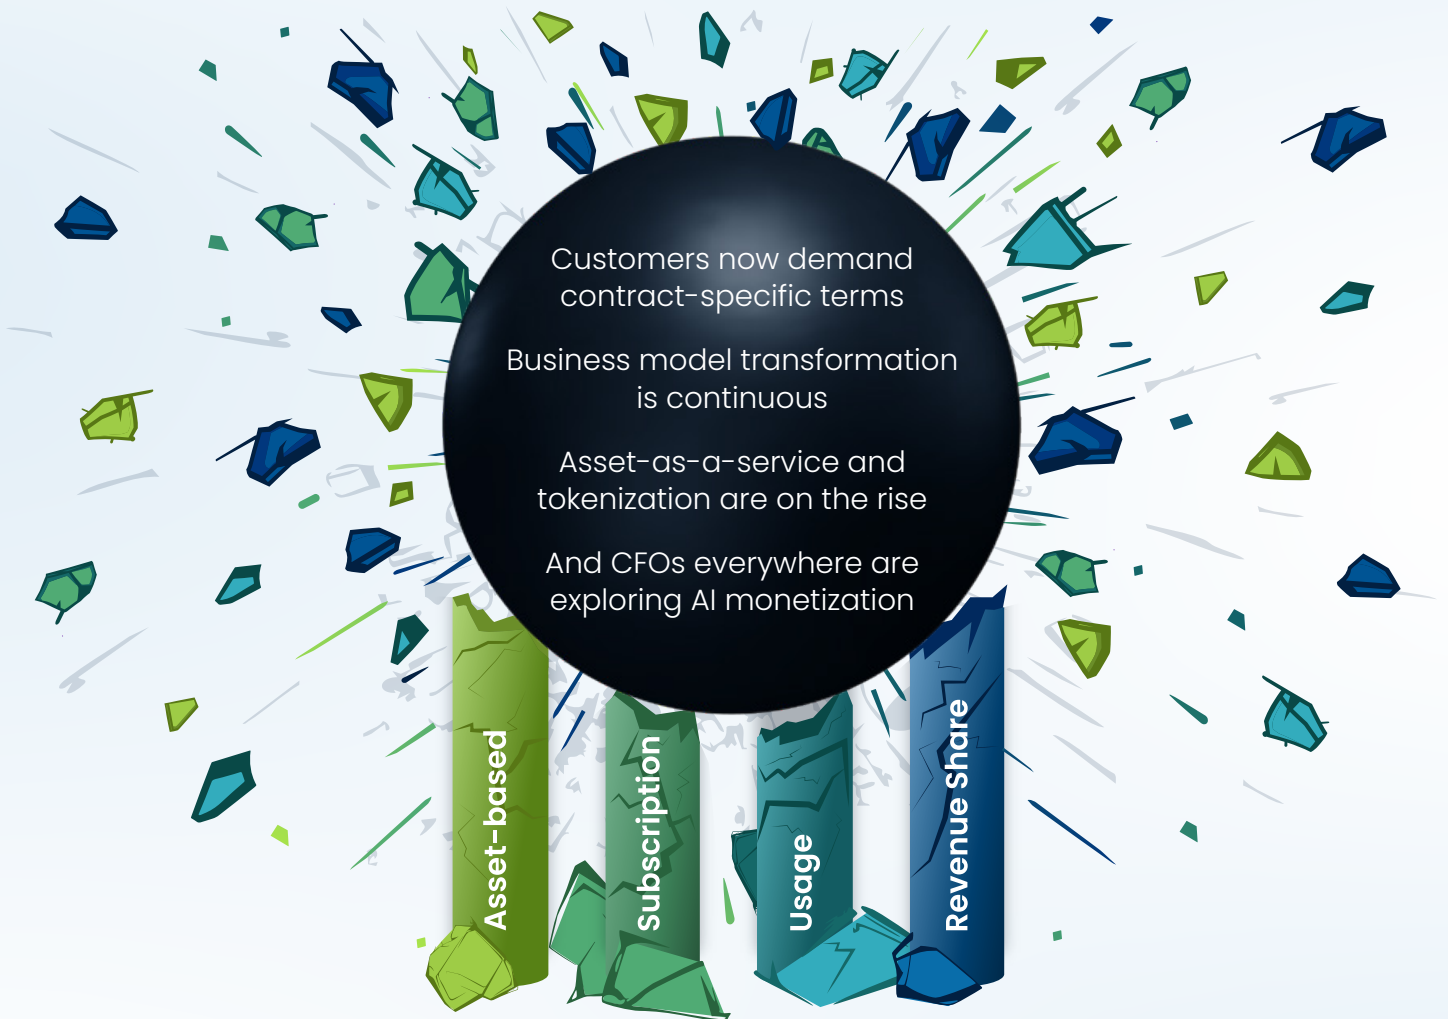 Customers now demand
contract-specific terms
Business model transformation
is continuous
Asset-as-a-service and
tokenization are on the rise
And CFOs everywhere are
exploring AI monetization
Asset-based
Subscription
Usage
Revenue Share